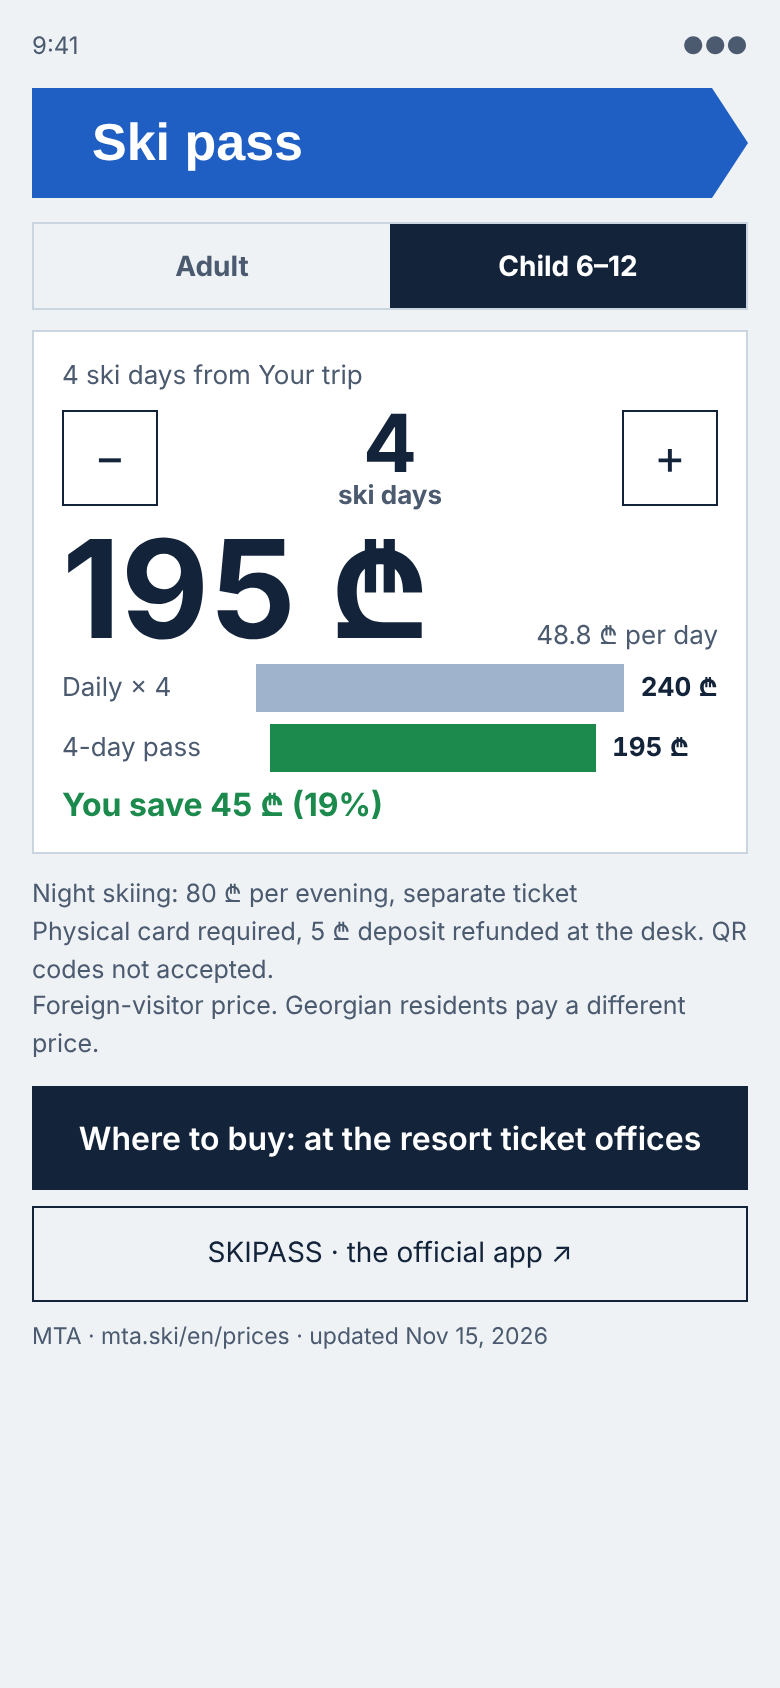 9:41
Ski pass
Adult
Child 6–12
4 ski days from Your trip
−
4
+
ski days
195 ₾
48.8 ₾ per day
Daily × 4
240 ₾
4-day pass
195 ₾
You save 45 ₾ (19%)
Night skiing: 80 ₾ per evening, separate ticket
Physical card required, 5 ₾ deposit refunded at the desk. QR
codes not accepted.
Foreign-visitor price. Georgian residents pay a different
price.
Where to buy: at the resort ticket offices
SKIPASS · the official app ↗
MTA · mta.ski/en/prices · updated Nov 15, 2026